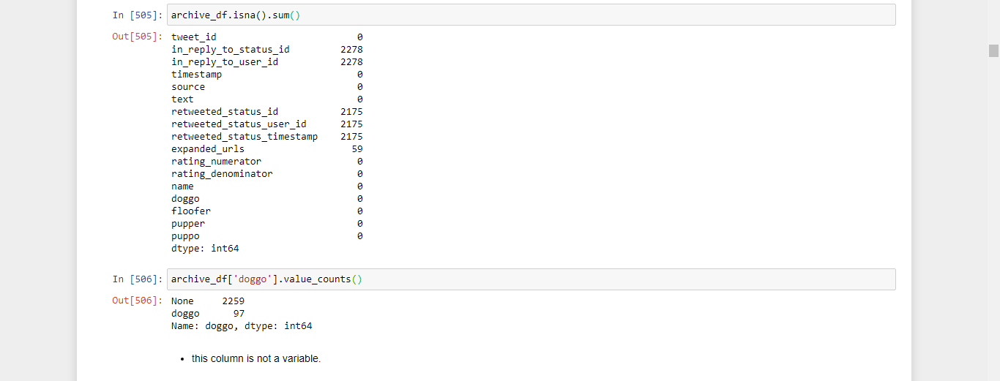 In [505]: archive_df.isna().sum()
Out[505]: tweet_id 0
in_reply_to_status_id 2278
in_reply_to_user_id 2278
timestamp 0
source 0
text 0
retweeted_status_id 2175
retweeted_status_user_id 2175
retweeted_status_timestamp 2175
expanded_urls 59
rating_numerator 0
rating_denominator 0
name 0
doggo 0
floofer 0
pupper 0
puppo 0
dtype: int64
In [506]: archive_df['doggo'].value_counts()
Out[506]: None 2259
doggo 97
Name: doggo, dtype: int64
• this column is not a variable.